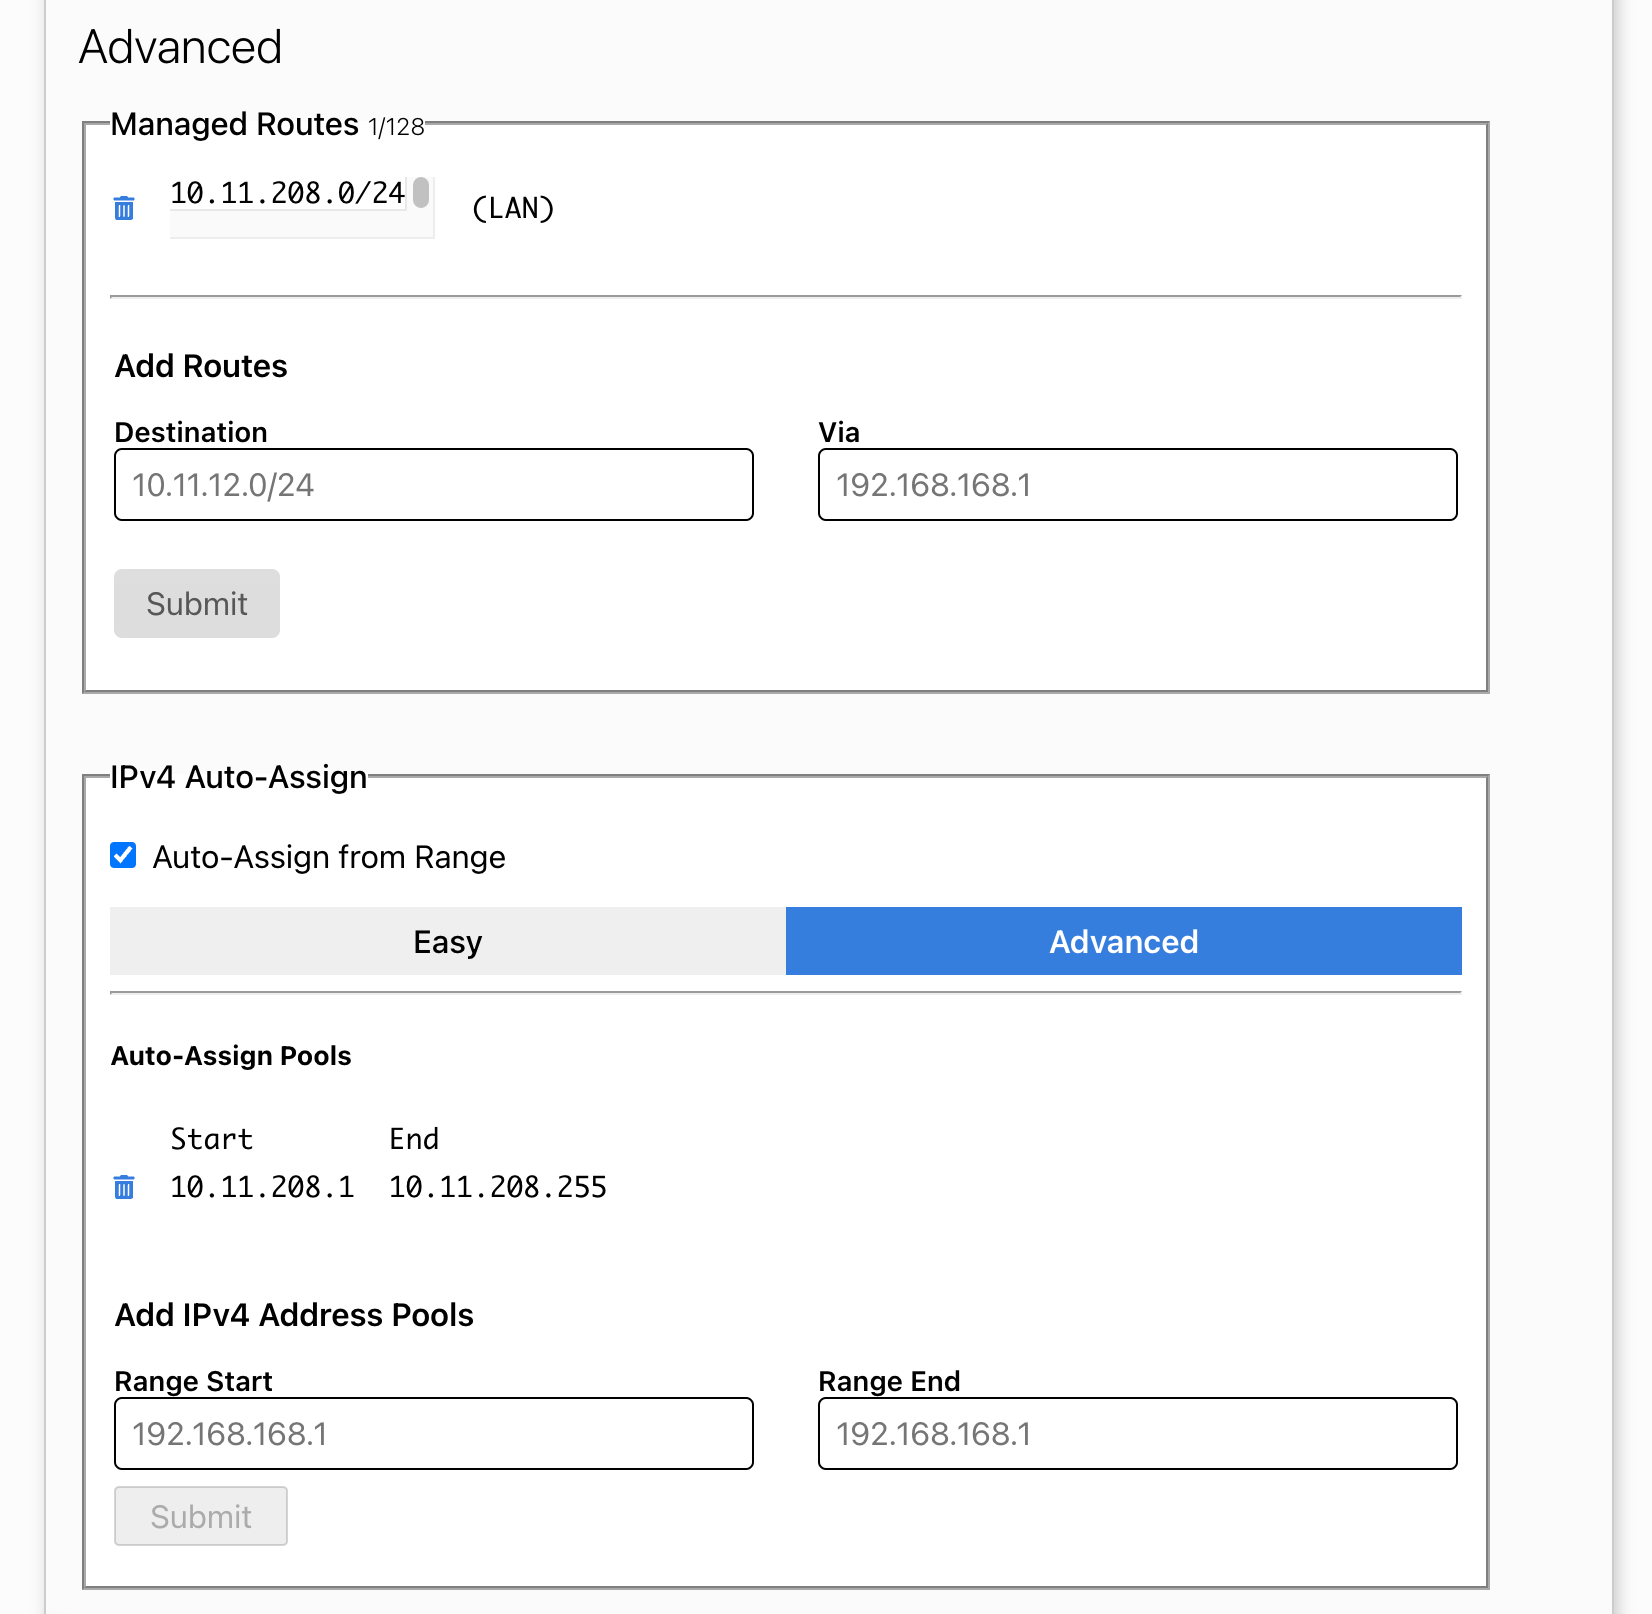 Advanced
Managed Routes 1/128
10.11.208.0/24 (LAN)
Add Routes
Destination Via
10.11.12.0/24 192.168.168.1
Submit
IPv4 Auto-Assign
Auto-Assign from Range
Easy Advanced
Auto-Assign Pools
Start End
10.11.208.1 10.11.208.255
Add IPv4 Address Pools
Range Start Range End
192.168.168.1 192.168.168.1
Submit